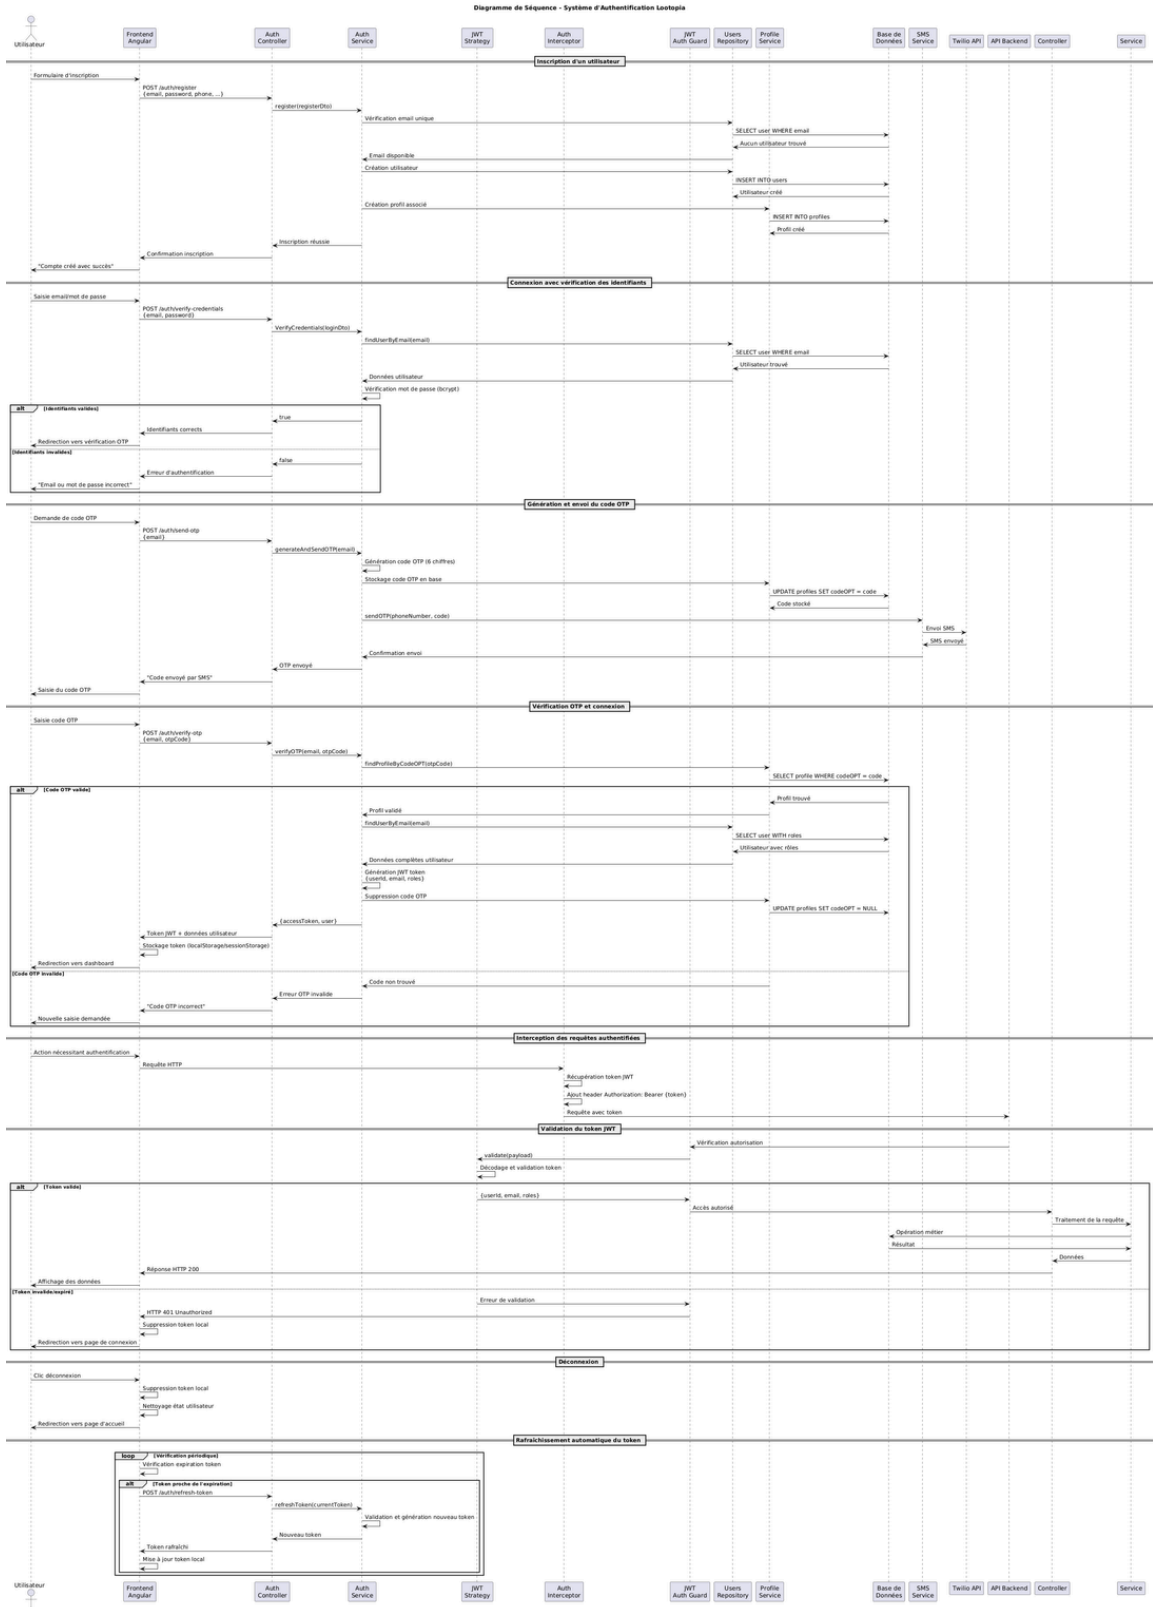 Diagramme de Séquence - Système d'Authentification Lootopia
Utilisateur
Frontend
Angular
Auth
Controller
Auth
Service
JWT
Strategy
Auth
Interceptor
JWT
Auth Guard
Users
Repository
Profile
Service
Base de
Données
SMS
Service
Twilio API
API Backend
Controller
Service
Inscription d'un utilisateur
Formulaire d'inscription
POST /auth/register
{email, password, phone, ...}
register(registerDto)
Vérification email unique
SELECT user WHERE email
Aucun utilisateur trouvé
Email disponible
Création utilisateur
INSERT INTO users
Utilisateur créé
Création profil associé
INSERT INTO profiles
Profil créé
Inscription réussie
Confirmation inscription
"Compte créé avec succès"
Connexion avec vérification des identifiants
Saisie email/mot de passe
POST /auth/verify-credentials
{email, password}
VerifyCredentials(loginDto)
findUserByEmail(email)
SELECT user WHERE email
Utilisateur trouvé
Données utilisateur
Vérification mot de passe (bcrypt)
alt
[Identifiants valides]
true
Identifiants corrects
Redirection vers vérification OTP
[Identifiants invalides]
false
Erreur d'authentification
"Email ou mot de passe incorrect"
Génération et envoi du code OTP
Demande de code OTP
POST /auth/send-otp
{email}
generateAndSendOTP(email)
Génération code OTP (6 chiffres)
Stockage code OTP en base
UPDATE profiles SET codeOPT = code
Code stocké
sendOTP(phoneNumber, code)
Envoi SMS
SMS envoyé
Confirmation envoi
OTP envoyé
"Code envoyé par SMS"
Saisie du code OTP
Vérification OTP et connexion
Saisie code OTP
POST /auth/verify-otp
{email, otpCode}
verifyOTP(email, otpCode)
findProfileByCodeOPT(otpCode)
SELECT profile WHERE codeOPT = code
alt
[Code OTP valide]
Profil trouvé
Profil validé
findUserByEmail(email)
SELECT user WITH roles
Utilisateur avec rôles
Données complètes utilisateur
Génération JWT token
{userId, email, roles}
Suppression code OTP
UPDATE profiles SET codeOPT = NULL
{accessToken, user}
Token JWT + données utilisateur
Stockage token (localStorage/sessionStorage)
Redirection vers dashboard
[Code OTP invalide]
Code non trouvé
Erreur OTP invalide
"Code OTP incorrect"
Nouvelle saisie demandée
Interception des requêtes authentifiées
Action nécessitant authentification
Requête HTTP
Récupération token JWT
Ajout header Authorization: Bearer {token}
Requête avec token
Validation du token JWT
Vérification autorisation
validate(payload)
Décodage et validation token
alt
[Token valide]
{userId, email, roles}
Accès autorisé
Traitement de la requête
Opération métier
Résultat
Données
Réponse HTTP 200
Affichage des données
[Token invalide/expiré]
Erreur de validation
HTTP 401 Unauthorized
Suppression token local
Redirection vers page de connexion
Déconnexion
Clic déconnexion
Suppression token local
Nettoyage état utilisateur
Redirection vers page d'accueil
Rafraîchissement automatique du token
loop
[Vérification périodique]
Vérification expiration token
alt
[Token proche de l'expiration]
POST /auth/refresh-token
refreshToken(currentToken)
Validation et génération nouveau token
Nouveau token
Token rafraîchi
Mise à jour token local
Utilisateur
Frontend
Angular
Auth
Controller
Auth
Service
JWT
Strategy
Auth
Interceptor
JWT
Auth Guard
Users
Repository
Profile
Service
Base de
Données
SMS
Service
Twilio API
API Backend
Controller
Service